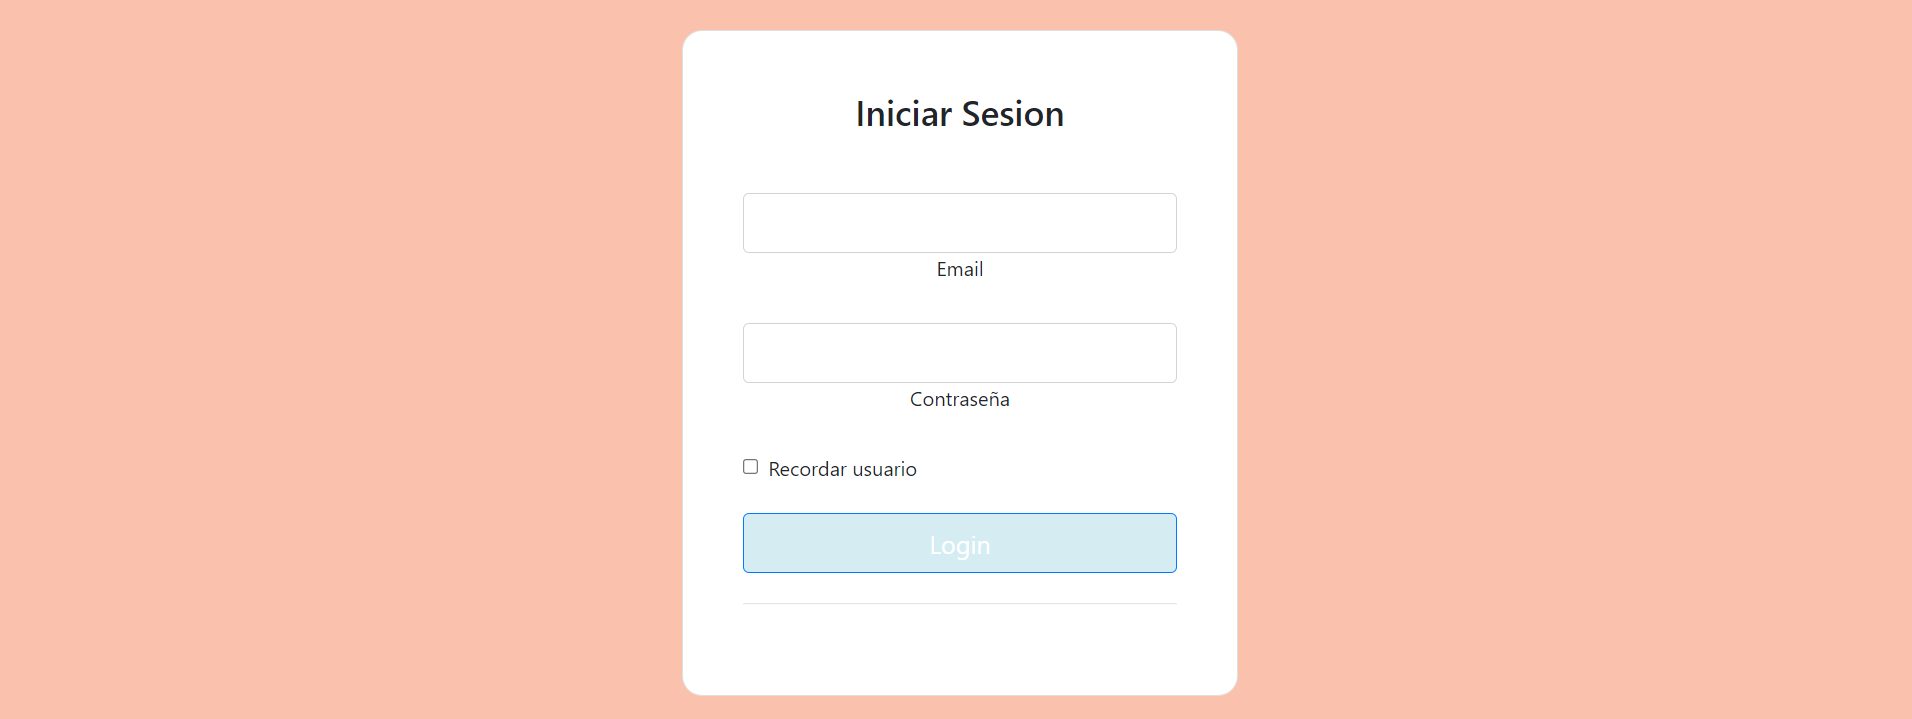 Iniciar Sesion
Email
Contraseña
Recordar usuario
Login